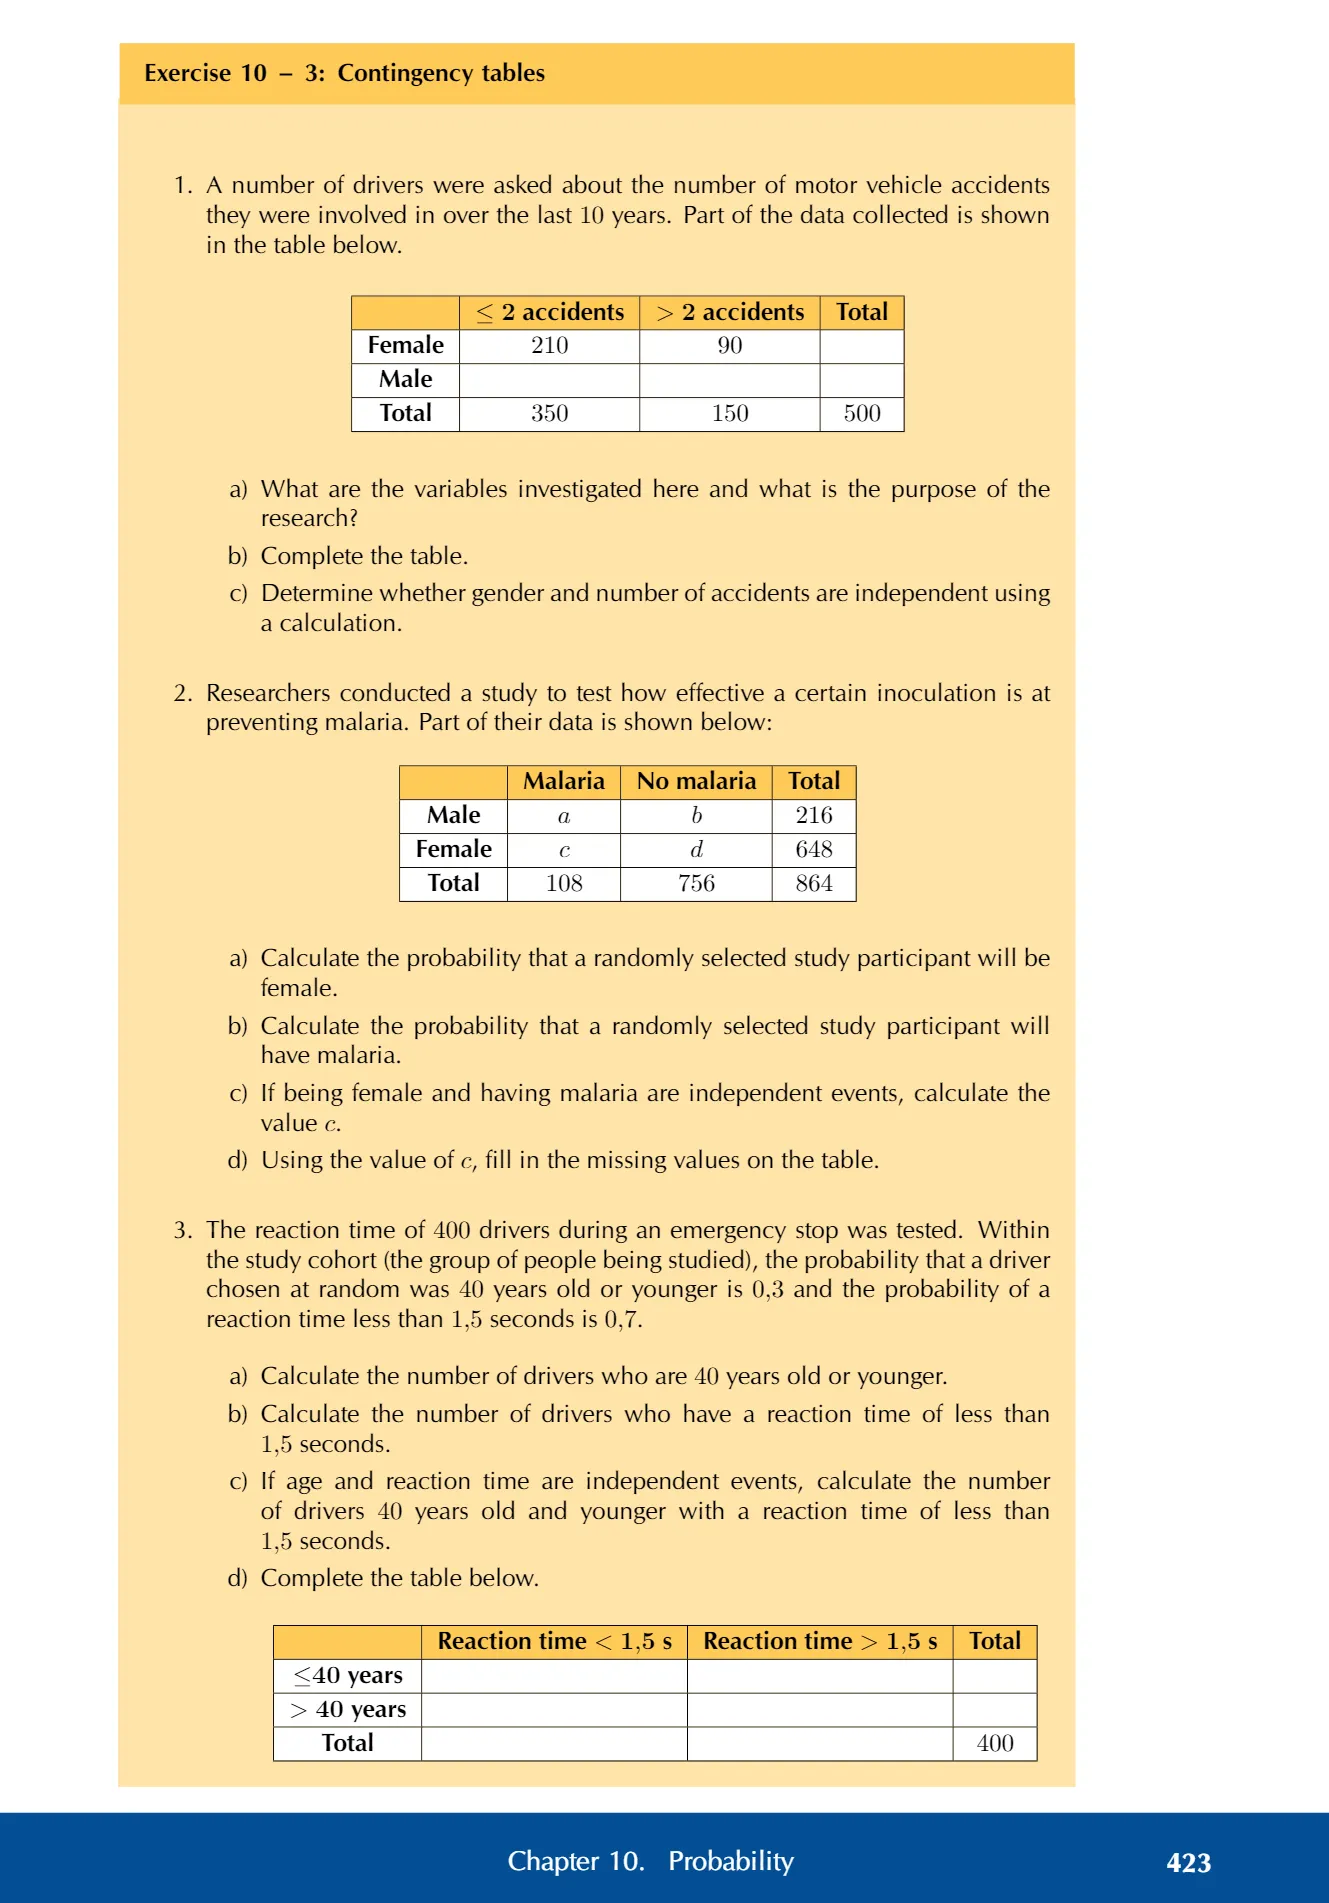 Exercise 10 – 3: Contingency tables
1. A number of drivers were asked about the number of motor vehicle accidents
they were involved in over the last 10 years. Part of the data collected is shown
in the table below.
≤ 2 accidents > 2 accidents Total
Female 210 90
Male
Total 350 150 500
a) What are the variables investigated here and what is the purpose of the
research?
b) Complete the table.
c) Determine whether gender and number of accidents are independent using
a calculation.
2. Researchers conducted a study to test how effective a certain inoculation is at
preventing malaria. Part of their data is shown below:
Malaria No malaria Total
Male a b 216
Female c d 648
Total 108 756 864
a) Calculate the probability that a randomly selected study participant will be
female.
b) Calculate the probability that a randomly selected study participant will
have malaria.
c) If being female and having malaria are independent events, calculate the
value c.
d) Using the value of c, fill in the missing values on the table.
3. The reaction time of 400 drivers during an emergency stop was tested. Within
the study cohort (the group of people being studied), the probability that a driver
chosen at random was 40 years old or younger is 0,3 and the probability of a
reaction time less than 1,5 seconds is 0,7.
a) Calculate the number of drivers who are 40 years old or younger.
b) Calculate the number of drivers who have a reaction time of less than
1,5 seconds.
c) If age and reaction time are independent events, calculate the number
of drivers 40 years old and younger with a reaction time of less than
1,5 seconds.
d) Complete the table below.
Reaction time < 1,5 s Reaction time > 1,5 s Total
≤40 years
> 40 years
Total 400
Chapter 10. Probability 423